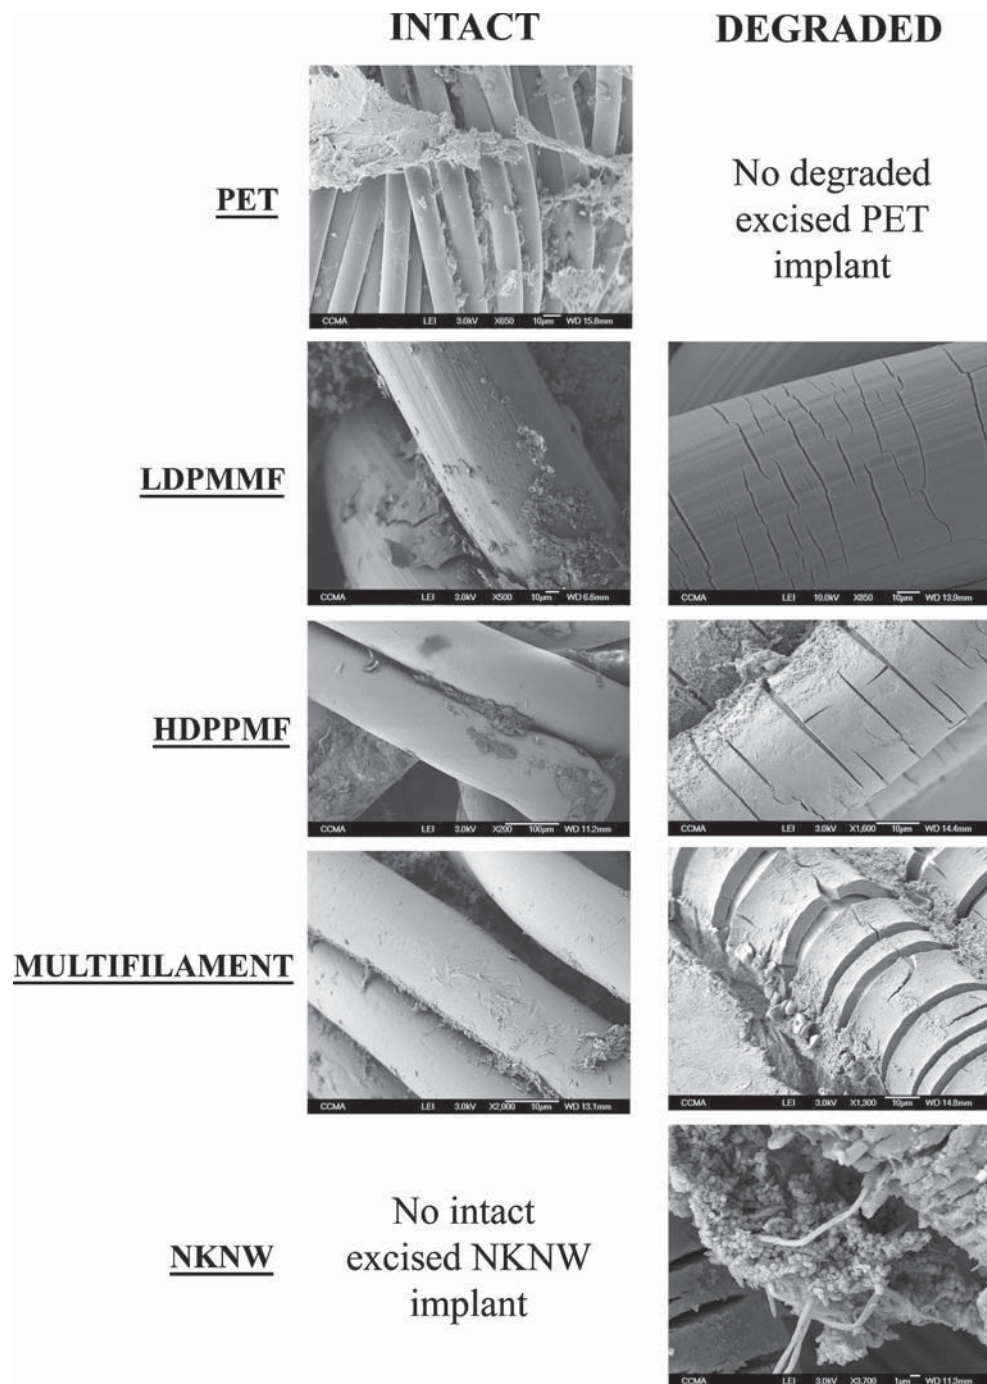 INTACT DEGRADED
PET
No degraded
excised PET
implant
CCMA LEI 3.0kV X650 10μm WD 15.8mm
LDPMMF
CCMA LEI 3.0kV X500 10μm WD 6.6mm
CCMA LEI 10.0kV X850 10μm WD 13.9mm
HDPPMF
CCMA LEI 3.0kV X200 100μm WD 11.2mm
CCMA LEI 3.0kV X1,600 10μm WD 14.4mm
MULTIFILAMENT
CCMA LEI 3.0kV X2,000 10μm WD 13.1mm
CCMA LEI 3.0kV X1,300 10μm WD 14.8mm
NKNW
No intact
excised NKNW
implant
CCMA LEI 3.0kV X3,700 1μm WD 11.3mm